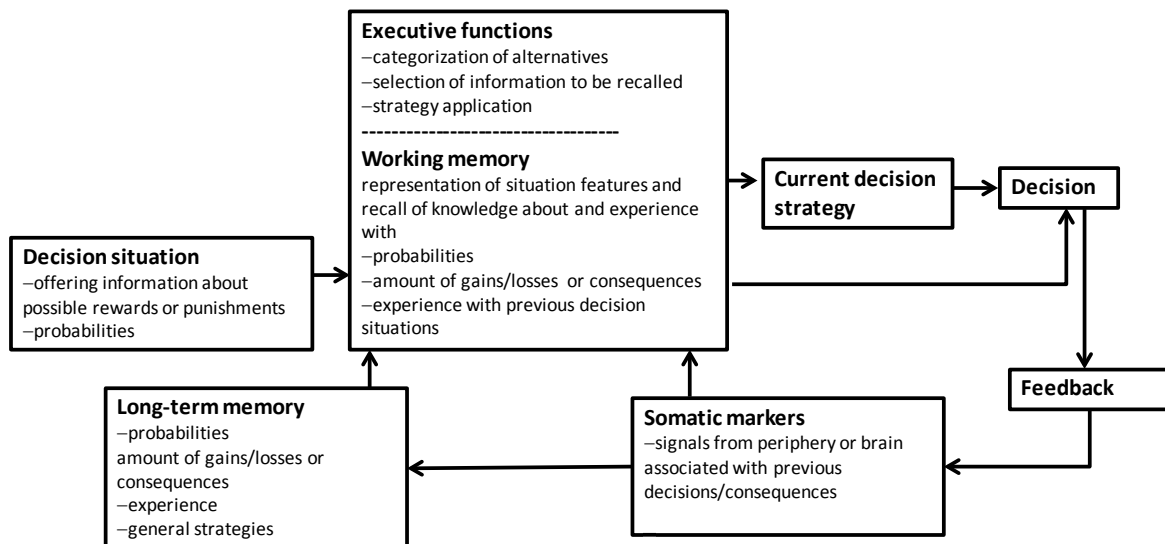 Executive functions
–categorization of alternatives
–selection of information to be recalled
–strategy application
-----------------------------------
Working memory
representation of situation features and
recall of knowledge about and experience
with
–probabilities
–amount of gains/losses or consequences
–experience with previous decision
situations
Current decision
strategy
Decision
Decision situation
–offering information about
possible rewards or punishments
–probabilities
Feedback
Long-term memory
–probabilities
amount of gains/losses or
consequences
–experience
–general strategies
Somatic markers
–signals from periphery or brain
associated with previous
decisions/consequences